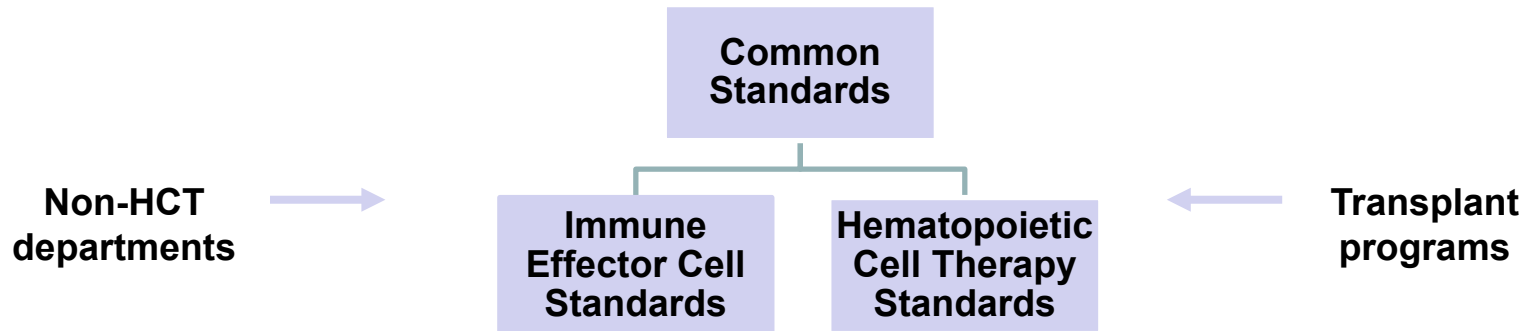 Common
Standards
Non-HCT
departments
Immune
Effector Cell
Standards
Hematopoietic
Cell Therapy
Standards
Transplant
programs